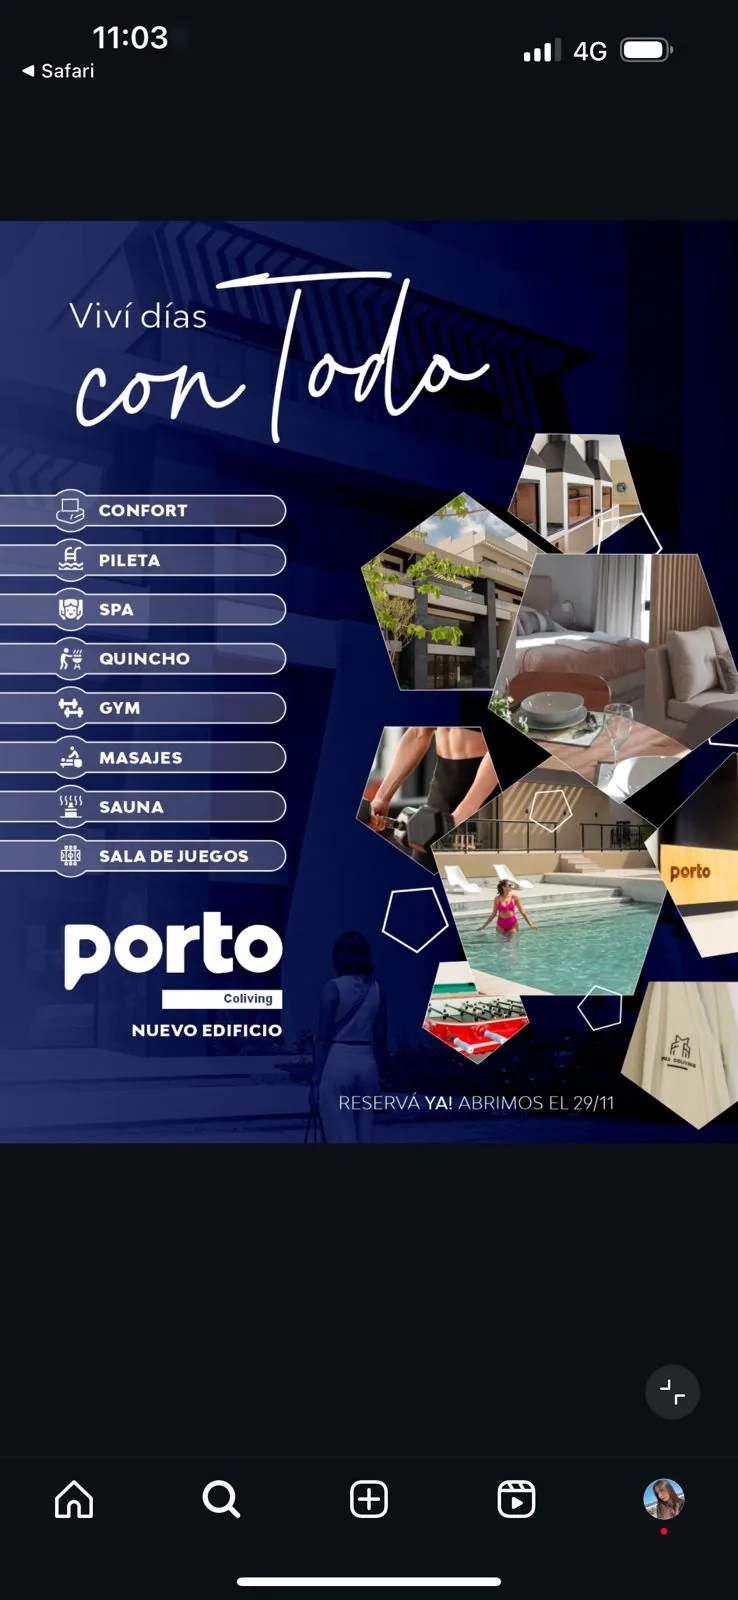 11:03
4G
◀ Safari
Viví días
con Todo
CONFORT
PILETA
SPA
QUINCHO
GYM
MASAJES
SAUNA
SALA DE JUEGOS
porto
porto
Coliving
NUEVO EDIFICIO
RESERVÁ YA! ABRIMOS EL 29/11